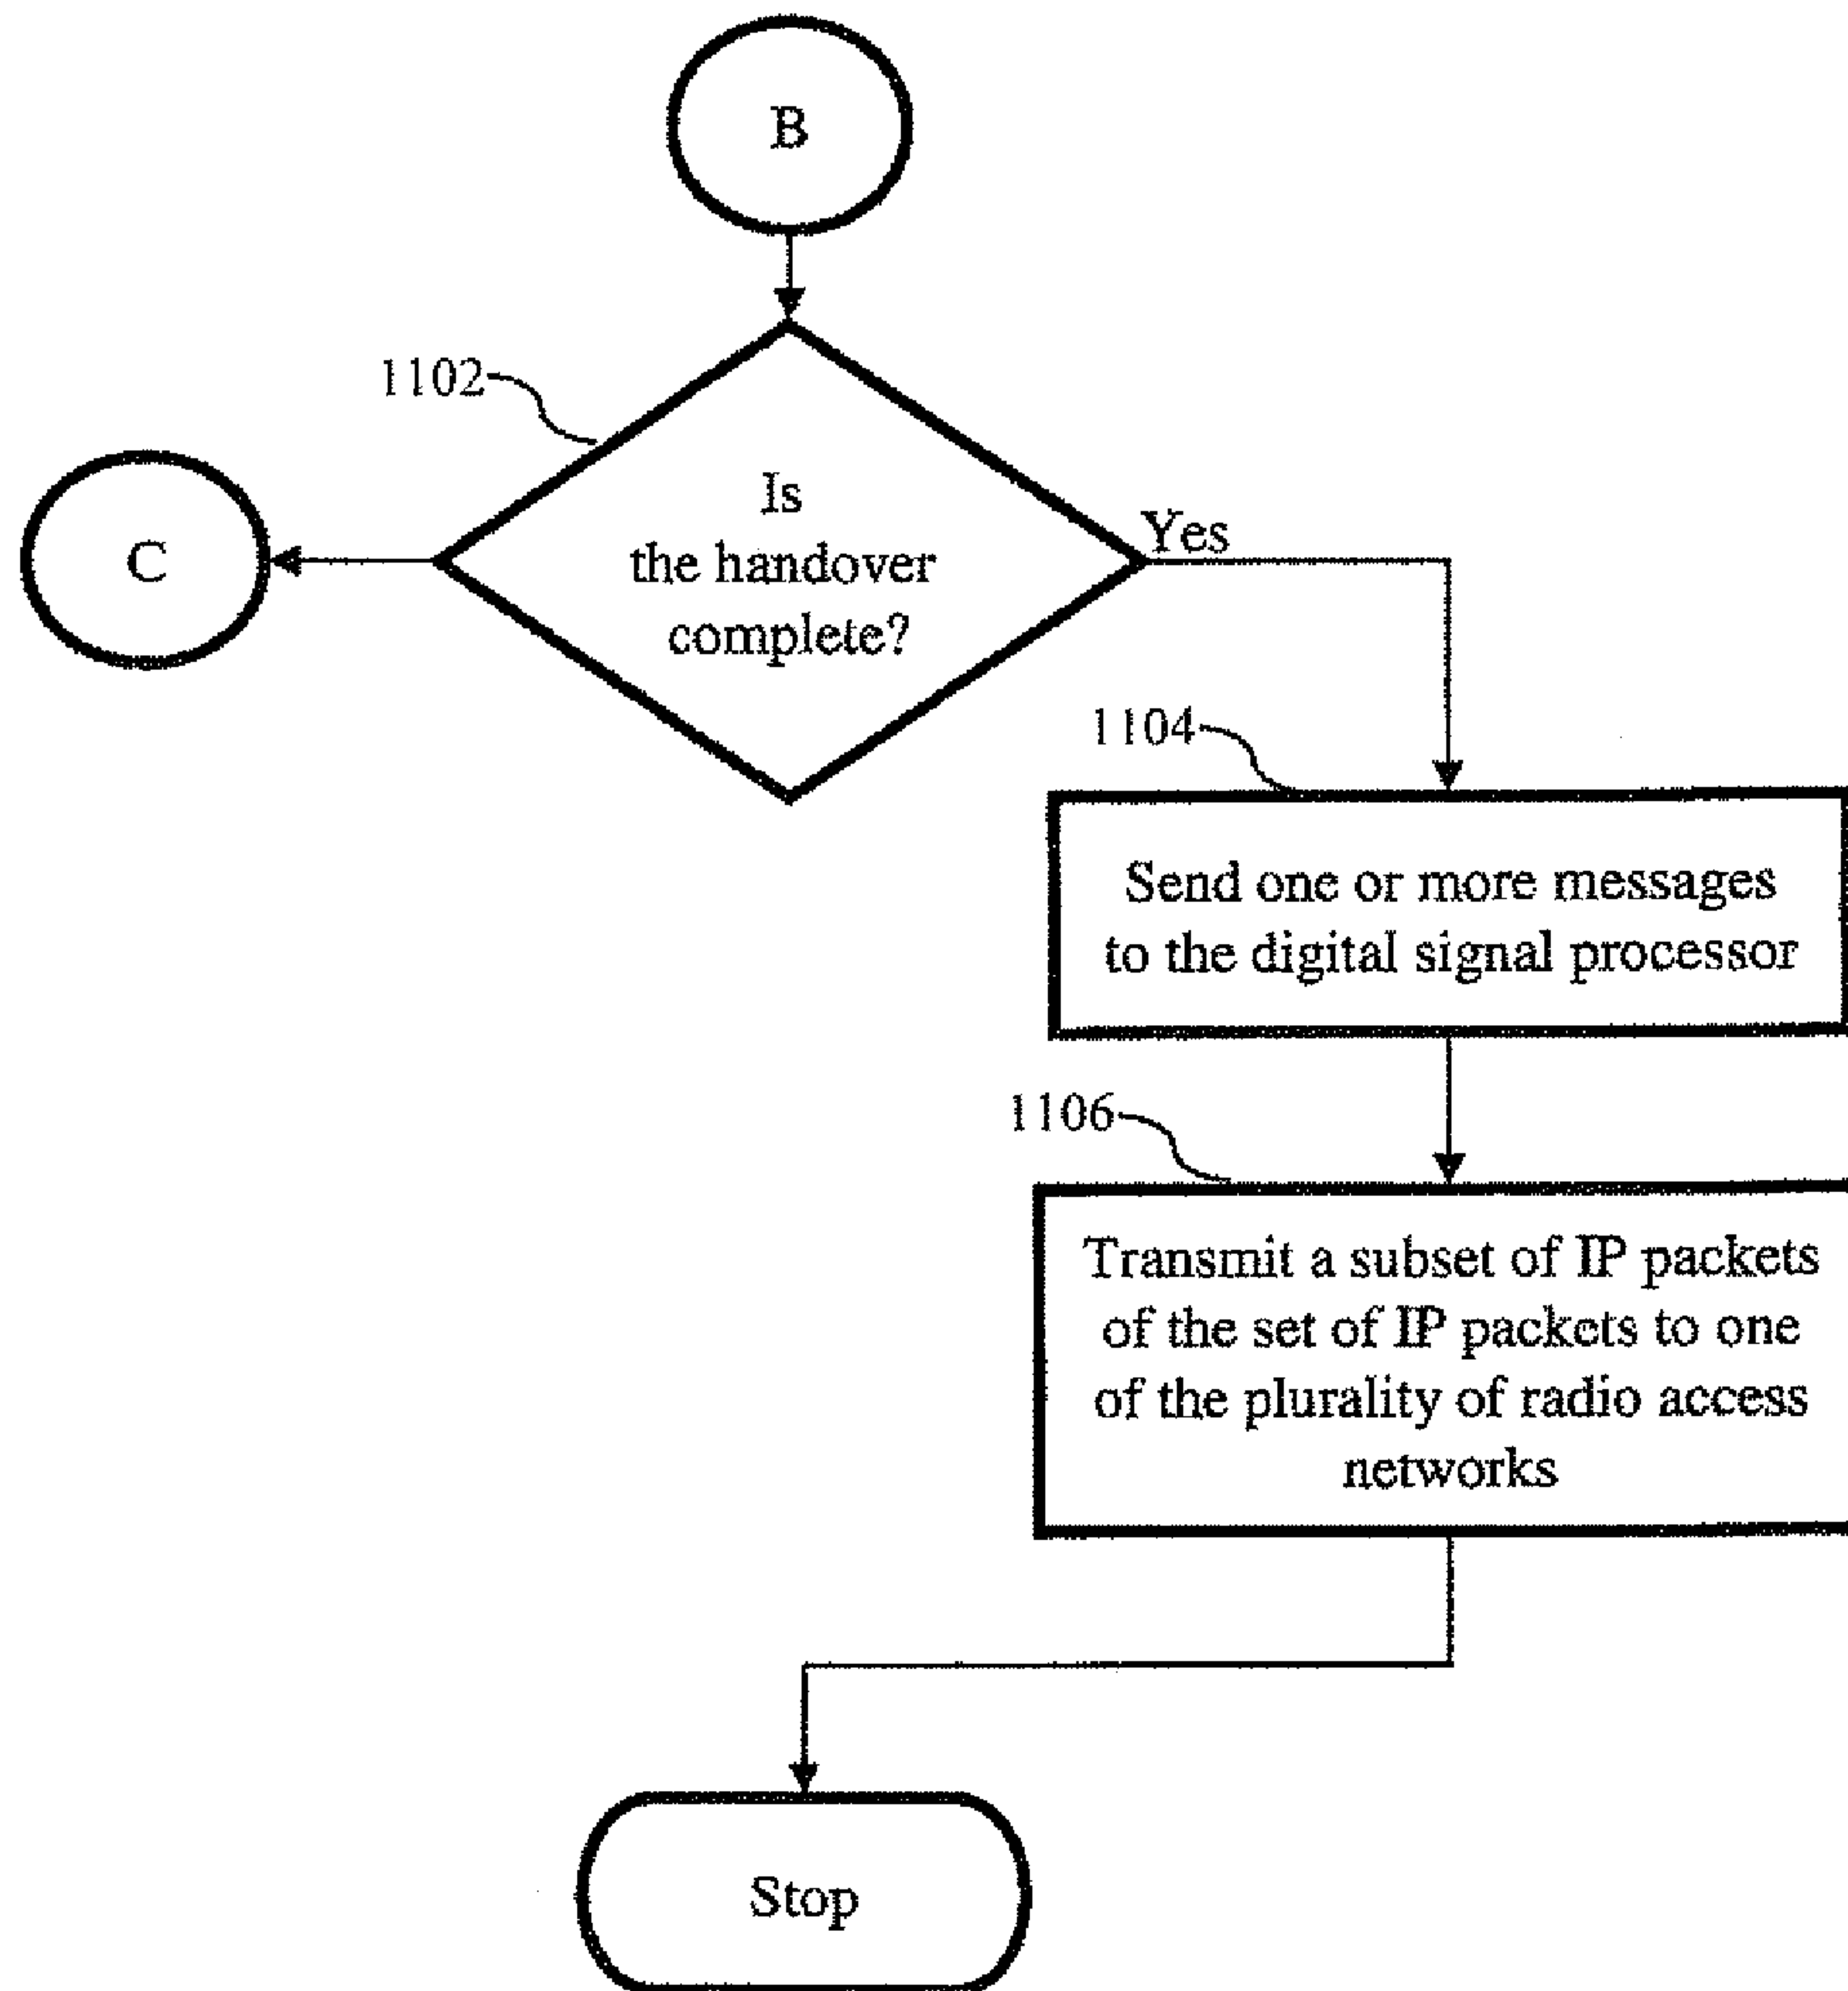 B
1102
Is
the handover
complete?
Yes
C
1104
Send one or more messages
to the digital signal processor
1106
Transmit a subset of IP packets
of the set of IP packets to one
of the plurality of radio access
networks
Stop